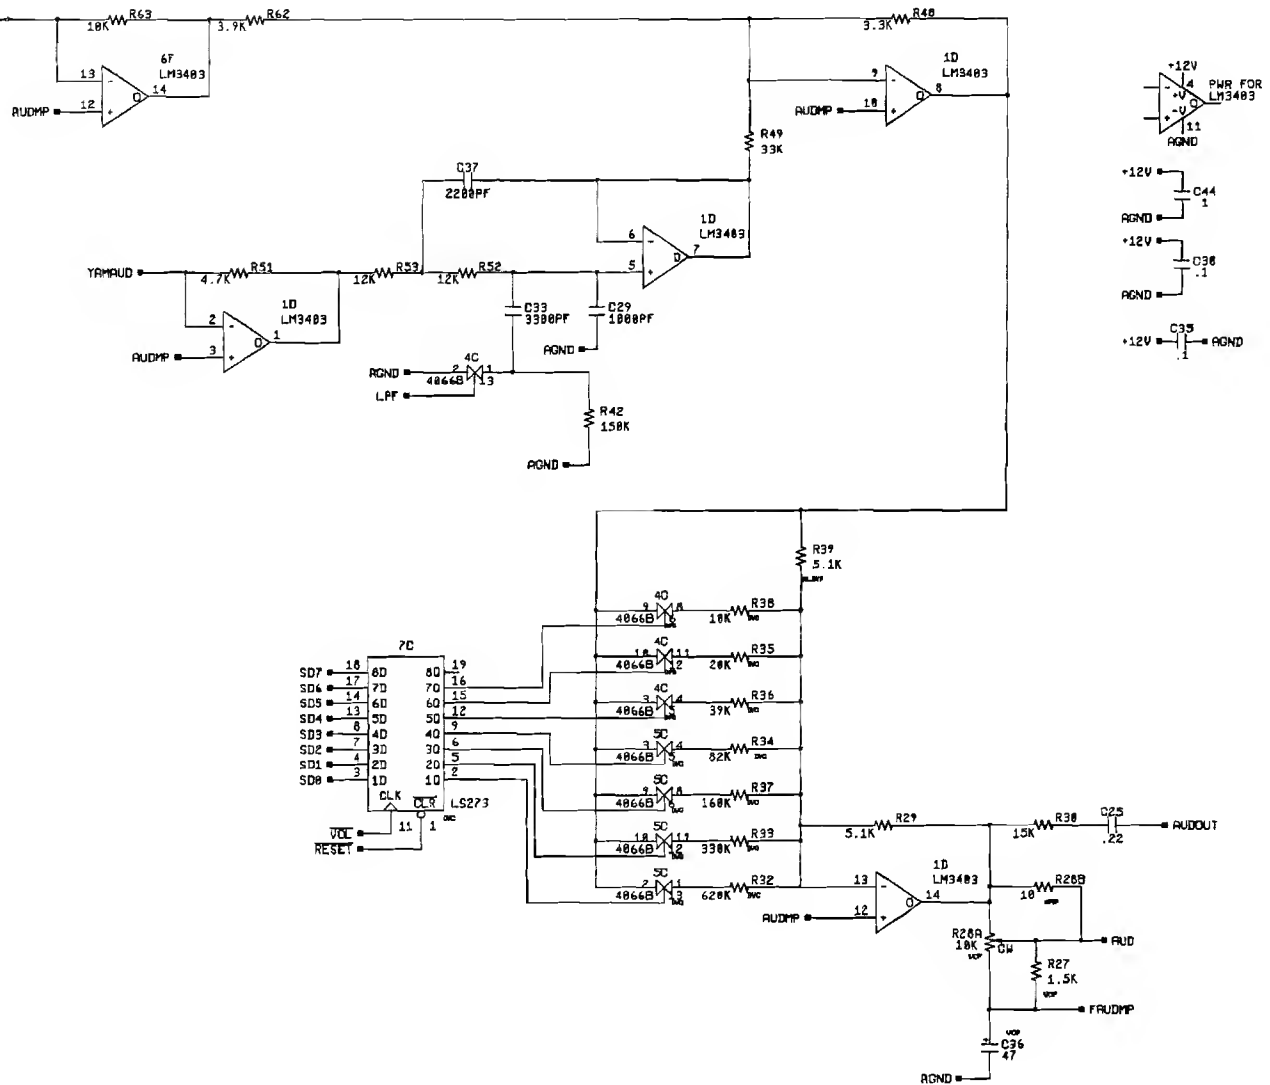 R63
10K
3.9K
R62
R48
3.3K
6F
LM3403
13
12
14
AUDMP
1D
LM3403
9
10
8
AUDMP
+12V
4
+V
-V
O
11
AGND
PWR FOR
LM3403
R49
33K
C37
2200PF
1D
LM3403
6
5
7
+12V
C44
.1
AGND
+12V
.1
AGND
C35
+12V
AGND
.1
YAMAUD
R51
4.7K
R53
12K
R52
12K
1D
LM3403
2
3
1
AUDMP
C33
3300PF
C29
1000PF
AGND
4C
AGND
2
1
4066B
13
LPF
R42
150K
AGND
R39
5.1K
4C
9
8
4066B
6
10K
R38
4C
10
11
4066B
12
20K
R35
4C
3
4
4066B
5
39K
R36
5C
3
4
4066B
5
82K
R34
5C
9
8
4066B
6
160K
R37
5C
10
11
4066B
12
330K
R33
5C
2
1
4066B
13
620K
R32
SD7 18 8D 8Q 19
SD6 17 7D 7Q 16
SD5 14 6D 6Q 15
SD4 13 5D 5Q 12
SD3 8 4D 4Q 9
SD2 7 3D 3Q 6
SD1 4 2D 2Q 5
SD0 3 1D 1Q 2
CLK
CLR
LS273
VOL
11
1
RESET
5.1K
R29
15K
R30
C25
.22
AUDOUT
1D
LM3403
13
12
14
AUDMP
R28B
10
R28A
10K
CW
AUD
R27
1.5K
FAUDMP
C36
47
AGND